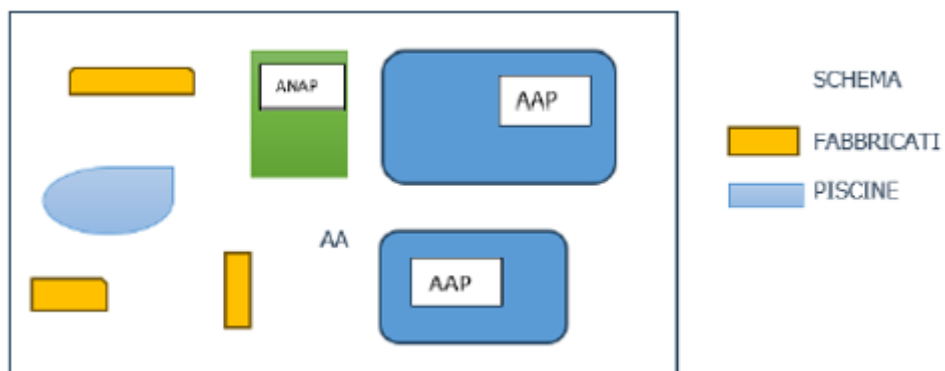 ANAP
AAP
SCHEMA
FABBRICATI
PISCINE
AA
AAP